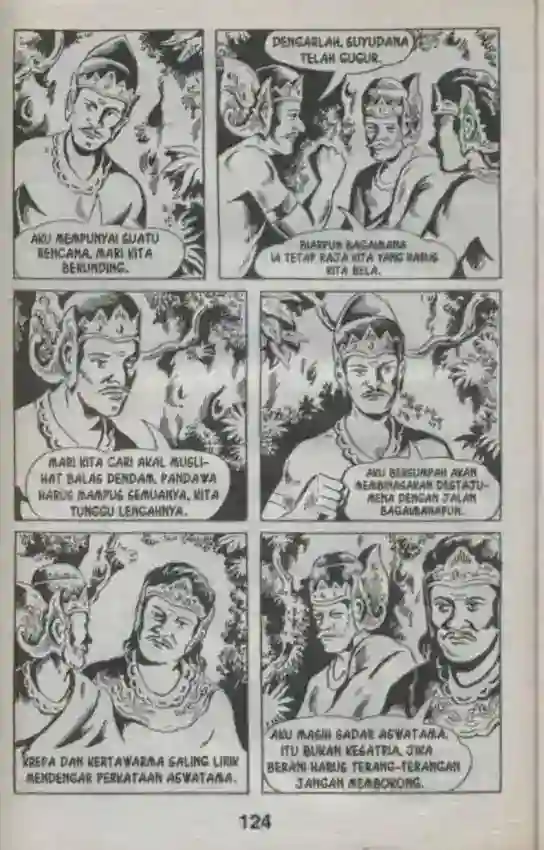 AKU MEMPUNYAI SUATU
RENCANA, MARI KITA
BERUNDING.
DENGARLAH, SUYUDANA
TELAH GUGUR.
BIARPUN BAGAIMANA
IA TETAP RAJA KITA YANG HARUS
KITA BELA.
MARI KITA CARI AKAL MUSLI-
HAT BALAS DENDAM, PANDAWA
HARUS MAMPUS SEMUANYA, KITA
TUNGGU LENGAHNYA.
AKU BERSUMPAH AKAN
MEMBINASAKAN DESTAJU-
MENA DENGAN JALAN
BAGAIMANAPUN.
KREPA DAN KERTAWARMA SALING LIRIK
MENDENGAR PERKATAAN ASWATAMA.
AKU MASIH SADAR ASWATAMA,
ITU BUKAN KESATRIA, JIKA
BERANI HARUS TERANG-TERANGAN
JANGAN MEMBOKONG.
124